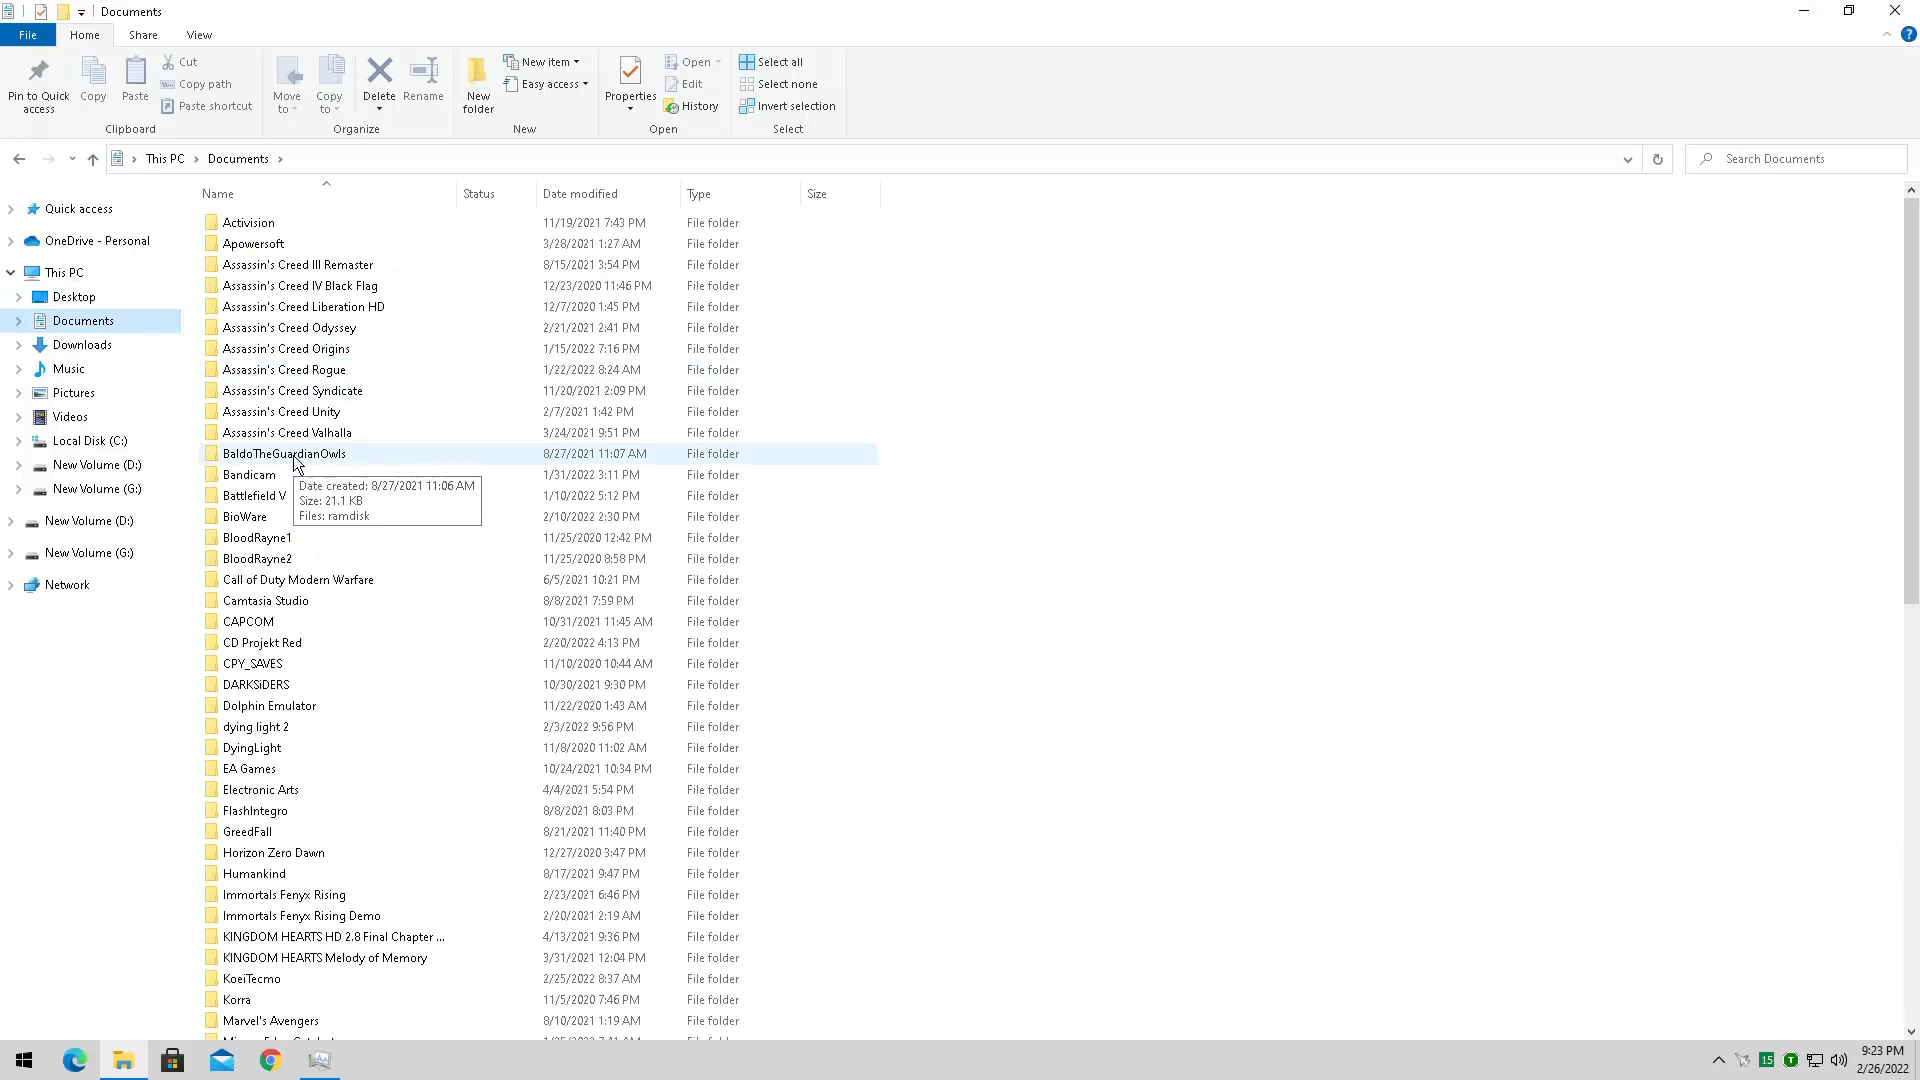 Documents
File Home Share View
Pin to Quick access
Copy
Paste
Cut
Copy path
Paste shortcut
Clipboard
Move to
Copy to
Delete
Rename
Organize
New folder
New item
Easy access
New
Properties
Open
Edit
History
Open
Select all
Select none
Invert selection
Select
This PC Documents
Search Documents
Quick access
OneDrive - Personal
This PC
Desktop
Documents
Downloads
Music
Pictures
Videos
Local Disk (C:)
New Volume (D:)
New Volume (G:)
New Volume (D:)
New Volume (G:)
Network
Name Status Date modified Type Size
Activision 11/19/2021 7:43 PM File folder
Apowersoft 3/28/2021 1:27 AM File folder
Assassin's Creed III Remaster 8/15/2021 3:54 PM File folder
Assassin's Creed IV Black Flag 12/23/2020 11:46 PM File folder
Assassin's Creed Liberation HD 12/7/2020 1:45 PM File folder
Assassin's Creed Odyssey 2/21/2021 2:41 PM File folder
Assassin's Creed Origins 1/15/2022 7:16 PM File folder
Assassin's Creed Rogue 1/22/2022 8:24 AM File folder
Assassin's Creed Syndicate 11/20/2021 2:09 PM File folder
Assassin's Creed Unity 2/7/2021 1:42 PM File folder
Assassin's Creed Valhalla 3/24/2021 9:51 PM File folder
BaldoTheGuardianOwls 8/27/2021 11:07 AM File folder
Bandicam 1/31/2022 3:11 PM File folder
Date created: 8/27/2021 11:06 AM
Size: 21.1 KB
Files: ramdisk
Battlefield V 1/10/2022 5:12 PM File folder
BioWare 2/10/2022 2:30 PM File folder
BloodRayne1 11/25/2020 12:42 PM File folder
BloodRayne2 11/25/2020 8:58 PM File folder
Call of Duty Modern Warfare 6/5/2021 10:21 PM File folder
Camtasia Studio 8/8/2021 7:59 PM File folder
CAPCOM 10/31/2021 11:45 AM File folder
CD Projekt Red 2/20/2022 4:13 PM File folder
CPY_SAVES 11/10/2020 10:44 AM File folder
DARKSiDERS 10/30/2021 9:30 PM File folder
Dolphin Emulator 11/22/2020 1:43 AM File folder
dying light 2 2/3/2022 9:56 PM File folder
DyingLight 11/8/2020 11:02 AM File folder
EA Games 10/24/2021 10:34 PM File folder
Electronic Arts 4/4/2021 5:54 PM File folder
FlashIntegro 8/8/2021 8:03 PM File folder
GreedFall 8/21/2021 11:40 PM File folder
Horizon Zero Dawn 12/27/2020 3:47 PM File folder
Humankind 8/17/2021 9:47 PM File folder
Immortals Fenyx Rising 2/23/2021 6:46 PM File folder
Immortals Fenyx Rising Demo 2/20/2021 2:19 AM File folder
KINGDOM HEARTS HD 2.8 Final Chapter ... 4/13/2021 9:36 PM File folder
KINGDOM HEARTS Melody of Memory 3/31/2021 12:04 PM File folder
KoeiTecmo 2/25/2022 8:37 AM File folder
Korra 11/5/2020 7:46 PM File folder
Marvel's Avengers 8/10/2021 1:19 AM File folder
15
T
9:23 PM
2/26/2022